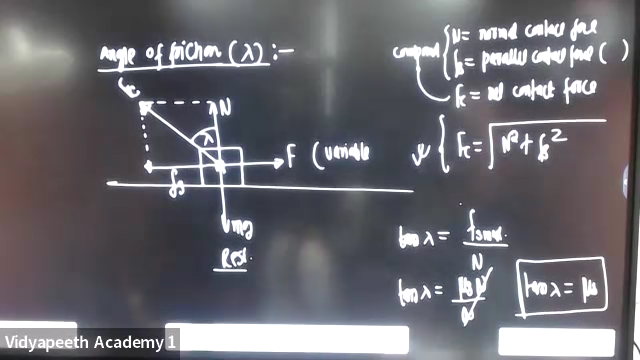 Angle of friction (λ) :-
N = normal contact force
component
fs = parallel contact force ( )
Fc = net contact force
Fc
N
λ
F (variable
fs
mg
Rest.
Fc = √N² + fs²
tan λ = fsmax / N
tan λ = μs N / N
tan λ = μs
Vidyapeeth Academy 1